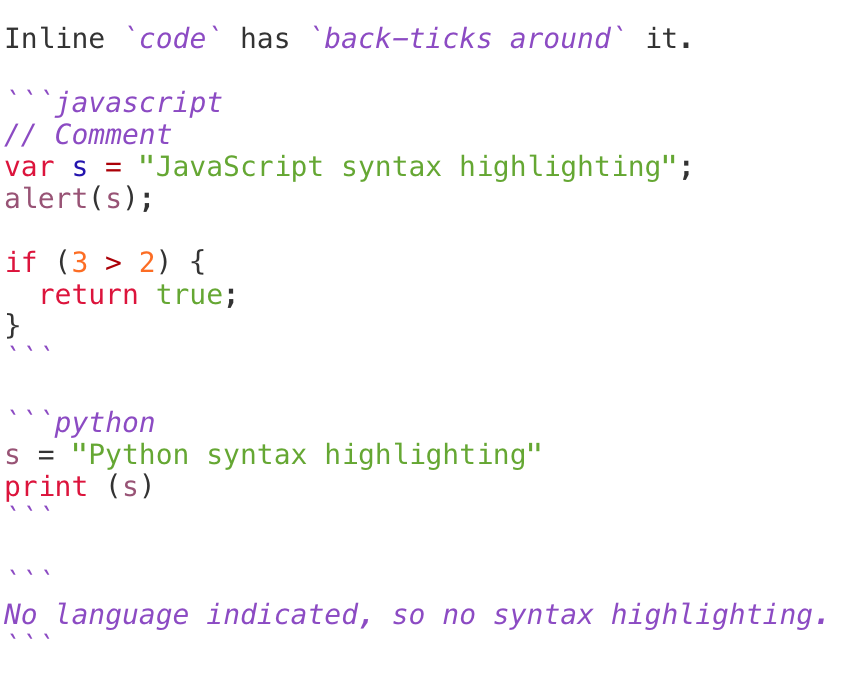 Inline `code` has `back-ticks around` it.

```javascript
// Comment
var s = "JavaScript syntax highlighting";
alert(s);

if (3 > 2) {
  return true;
}
```

```python
s = "Python syntax highlighting"
print (s)
```

```
No language indicated, so no syntax highlighting.
```